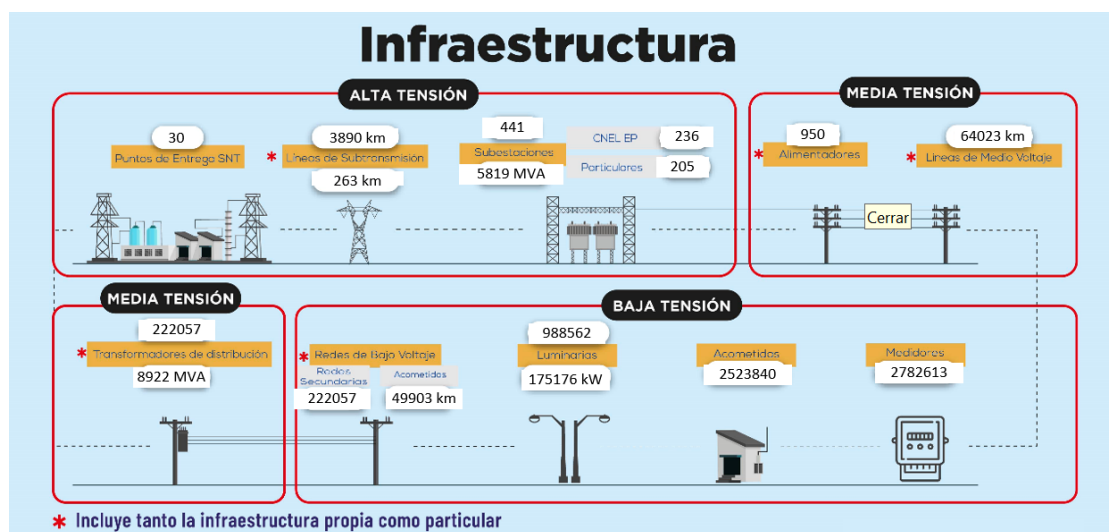 Infraestructura
ALTA TENSIÓN
30
Puntos de Entrega SNT
3890 km
* Líneas de Subtransmisión
263 km
441
Subestaciones
5819 MVA
CNEL EP
236
Particulares
205
MEDIA TENSIÓN
950
* Alimentadores
64023 km
* Líneas de Medio Voltaje
Cerrar
MEDIA TENSIÓN
222057
* Transformadores de distribución
8922 MVA
BAJA TENSIÓN
* Redes de Bajo Voltaje
Redes
Secundarias
222057
Acometidas
49903 km
988562
Luminarias
175176 kW
Acometidas
2523840
Medidores
2782613
* Incluye tanto la infraestructura propia como particular